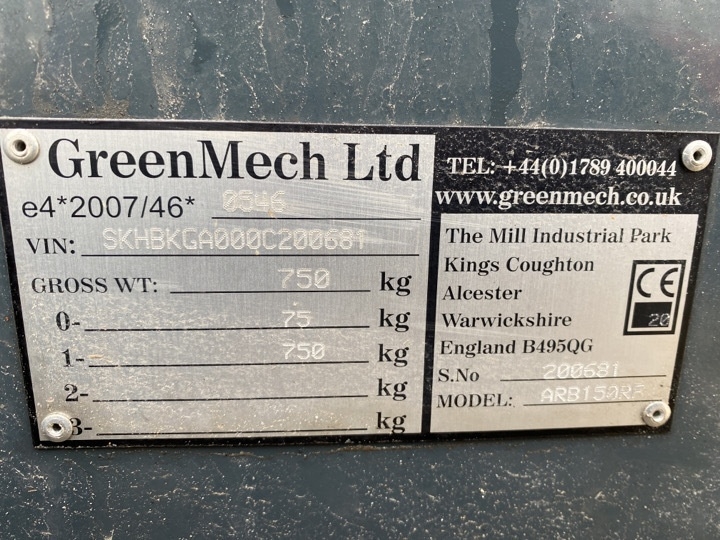 GreenMech Ltd
e4*2007/46* 0546
VIN: SKHBKGA000C200681
GROSS WT: 750 kg
0- 75 kg
1- 750 kg
2- kg
3- kg
TEL: +44(0)1789 400044
www.greenmech.co.uk
The Mill Industrial Park
Kings Coughton
Alcester
Warwickshire
England B495QG
CE
20
S.No 200681
MODEL: